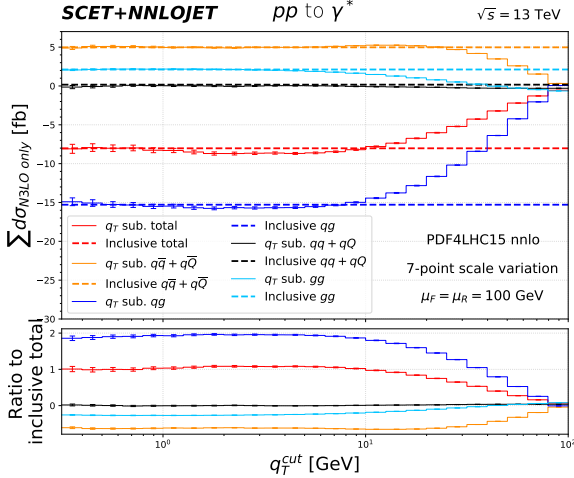 SCET+NNLOJET pp to γ* √s = 13 TeV
∑dσ_{N3LO only} [fb]
5
0
−5
−10
−15
−20
−25
−30
q_T sub. total
Inclusive total
q_T sub. qq̅ + qQ̅
Inclusive qq̅ + qQ̅
q_T sub. qg
Inclusive qg
q_T sub. qq + qQ
Inclusive qq + qQ
q_T sub. gg
Inclusive gg
PDF4LHC15 nnlo
7-point scale variation
μ_F = μ_R = 100 GeV
Ratio to
inclusive total
2
1
0
10^0
10^1
10^2
q_T^{cut} [GeV]